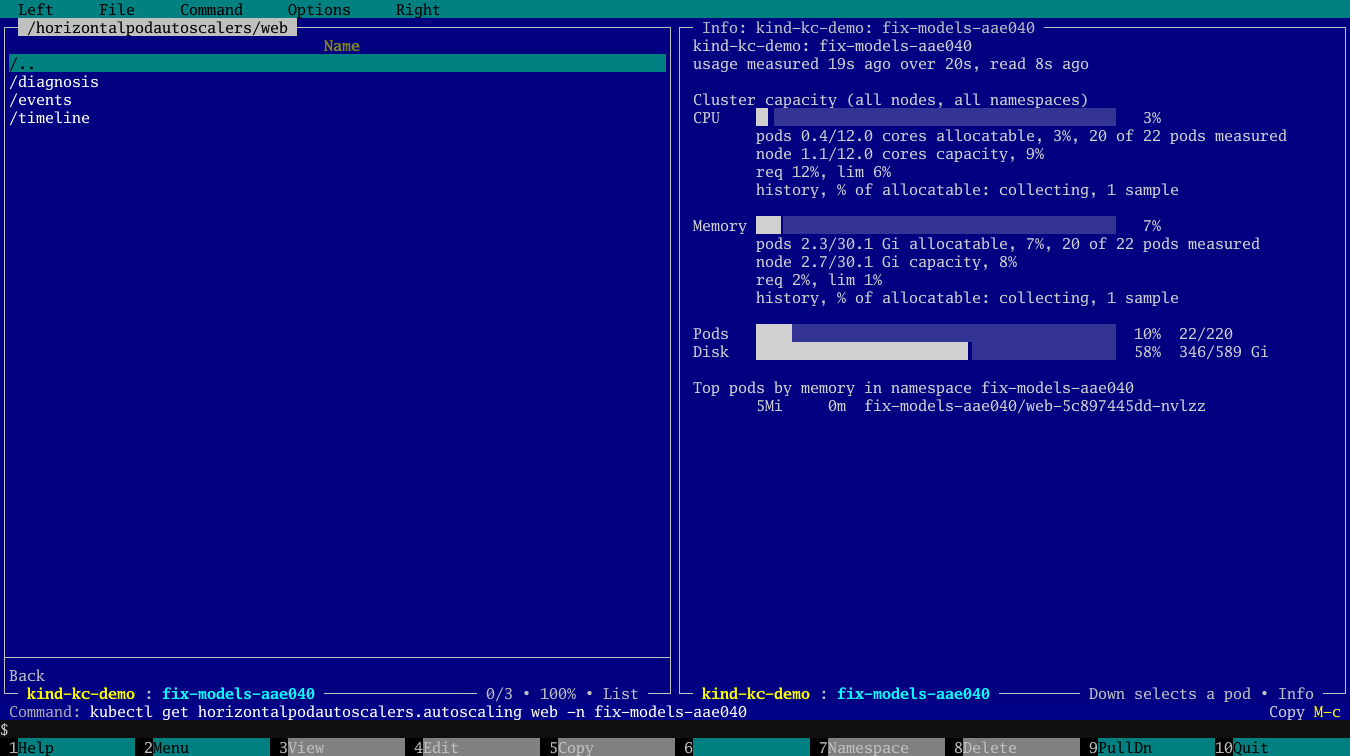 Left File Command Options Right
/horizontalpodautoscalers/web
Name
/..
/diagnosis
/events
/timeline
Back
kind-kc-demo : fix-models-aae040 0/3 • 100% • List
Info: kind-kc-demo: fix-models-aae040
kind-kc-demo: fix-models-aae040
usage measured 19s ago over 20s, read 8s ago
Cluster capacity (all nodes, all namespaces)
CPU 3%
pods 0.4/12.0 cores allocatable, 3%, 20 of 22 pods measured
node 1.1/12.0 cores capacity, 9%
req 12%, lim 6%
history, % of allocatable: collecting, 1 sample
Memory 7%
pods 2.3/30.1 Gi allocatable, 7%, 20 of 22 pods measured
node 2.7/30.1 Gi capacity, 8%
req 2%, lim 1%
history, % of allocatable: collecting, 1 sample
Pods 10% 22/220
Disk 58% 346/589 Gi
Top pods by memory in namespace fix-models-aae040
5Mi 0m fix-models-aae040/web-5c897445dd-nvlzz
kind-kc-demo : fix-models-aae040 Down selects a pod • Info
Command: kubectl get horizontalpodautoscalers.autoscaling web -n fix-models-aae040 Copy M-c
$
1Help 2Menu 3View 4Edit 5Copy 6 7Namespace 8Delete 9PullDn 10Quit